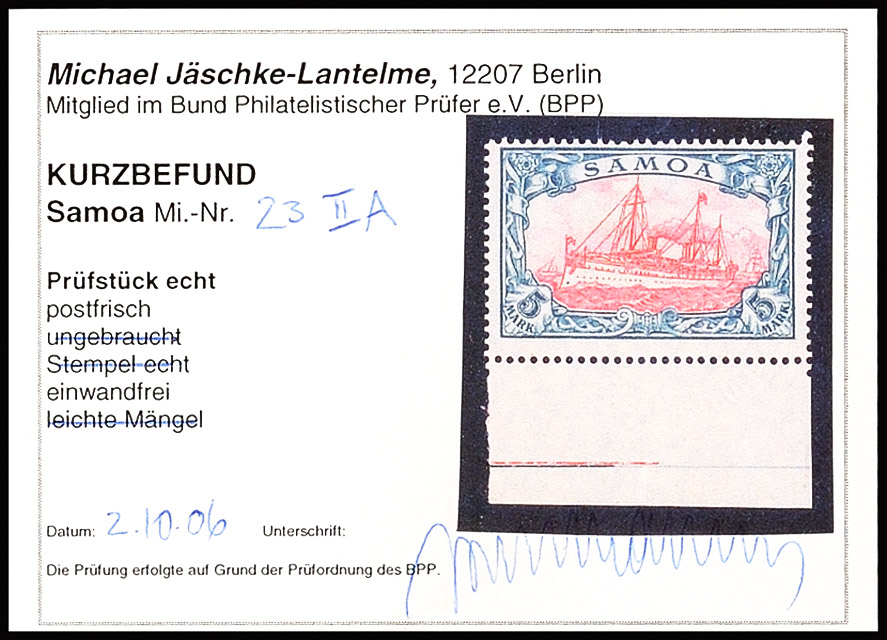 Michael Jäschke-Lantelme, 12207 Berlin
Mitglied im Bund Philatelistischer Prüfer e.V. (BPP)
KURZBEFUND
Samoa Mi.-Nr. 23 II A
SAMOA
5 MARK 5 MARK
Prüfstück echt
postfrisch
ungebraucht
Stempel echt
einwandfrei
leichte Mängel
Datum: 2.10.06 Unterschrift:
Die Prüfung erfolgte auf Grund der Prüfordnung des BPP.